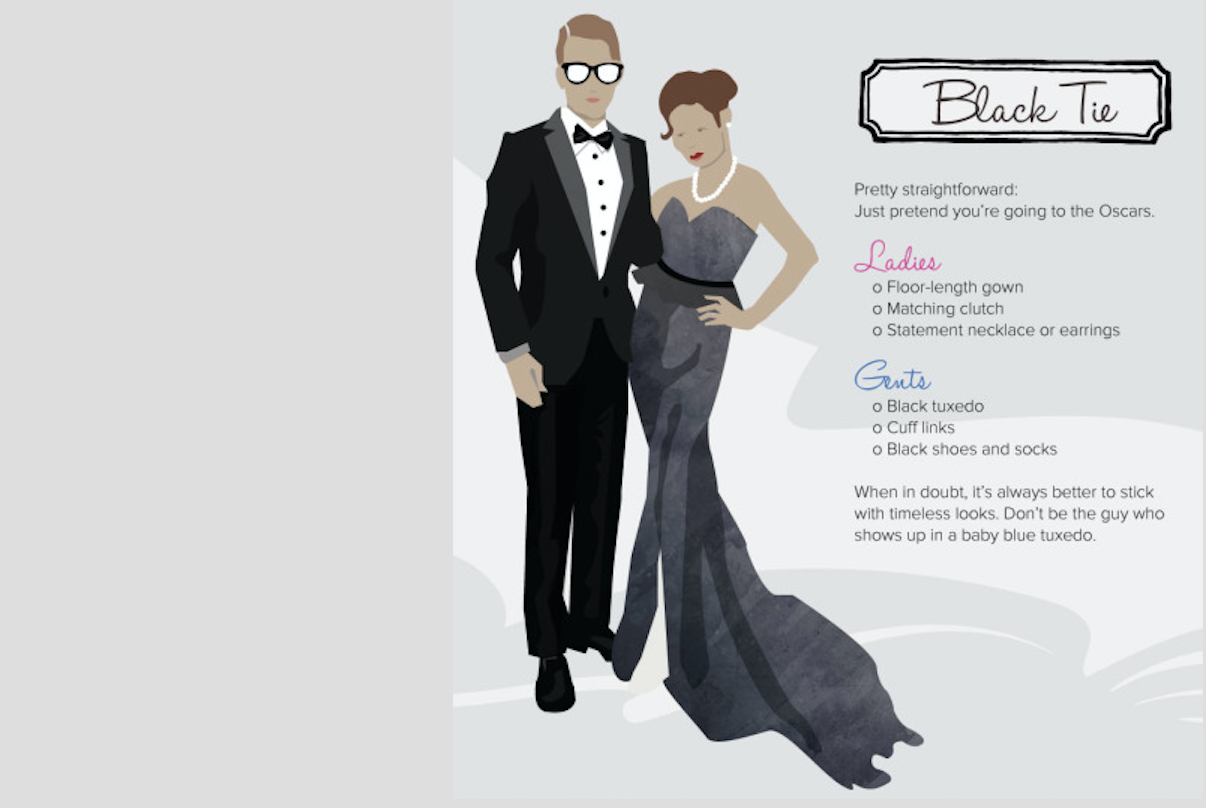 Black Tie
Pretty straightforward:
Just pretend you're going to the Oscars.
Ladies
o Floor-length gown
o Matching clutch
o Statement necklace or earrings
Gents
o Black tuxedo
o Cuff links
o Black shoes and socks
When in doubt, it's always better to stick
with timeless looks. Don't be the guy who
shows up in a baby blue tuxedo.